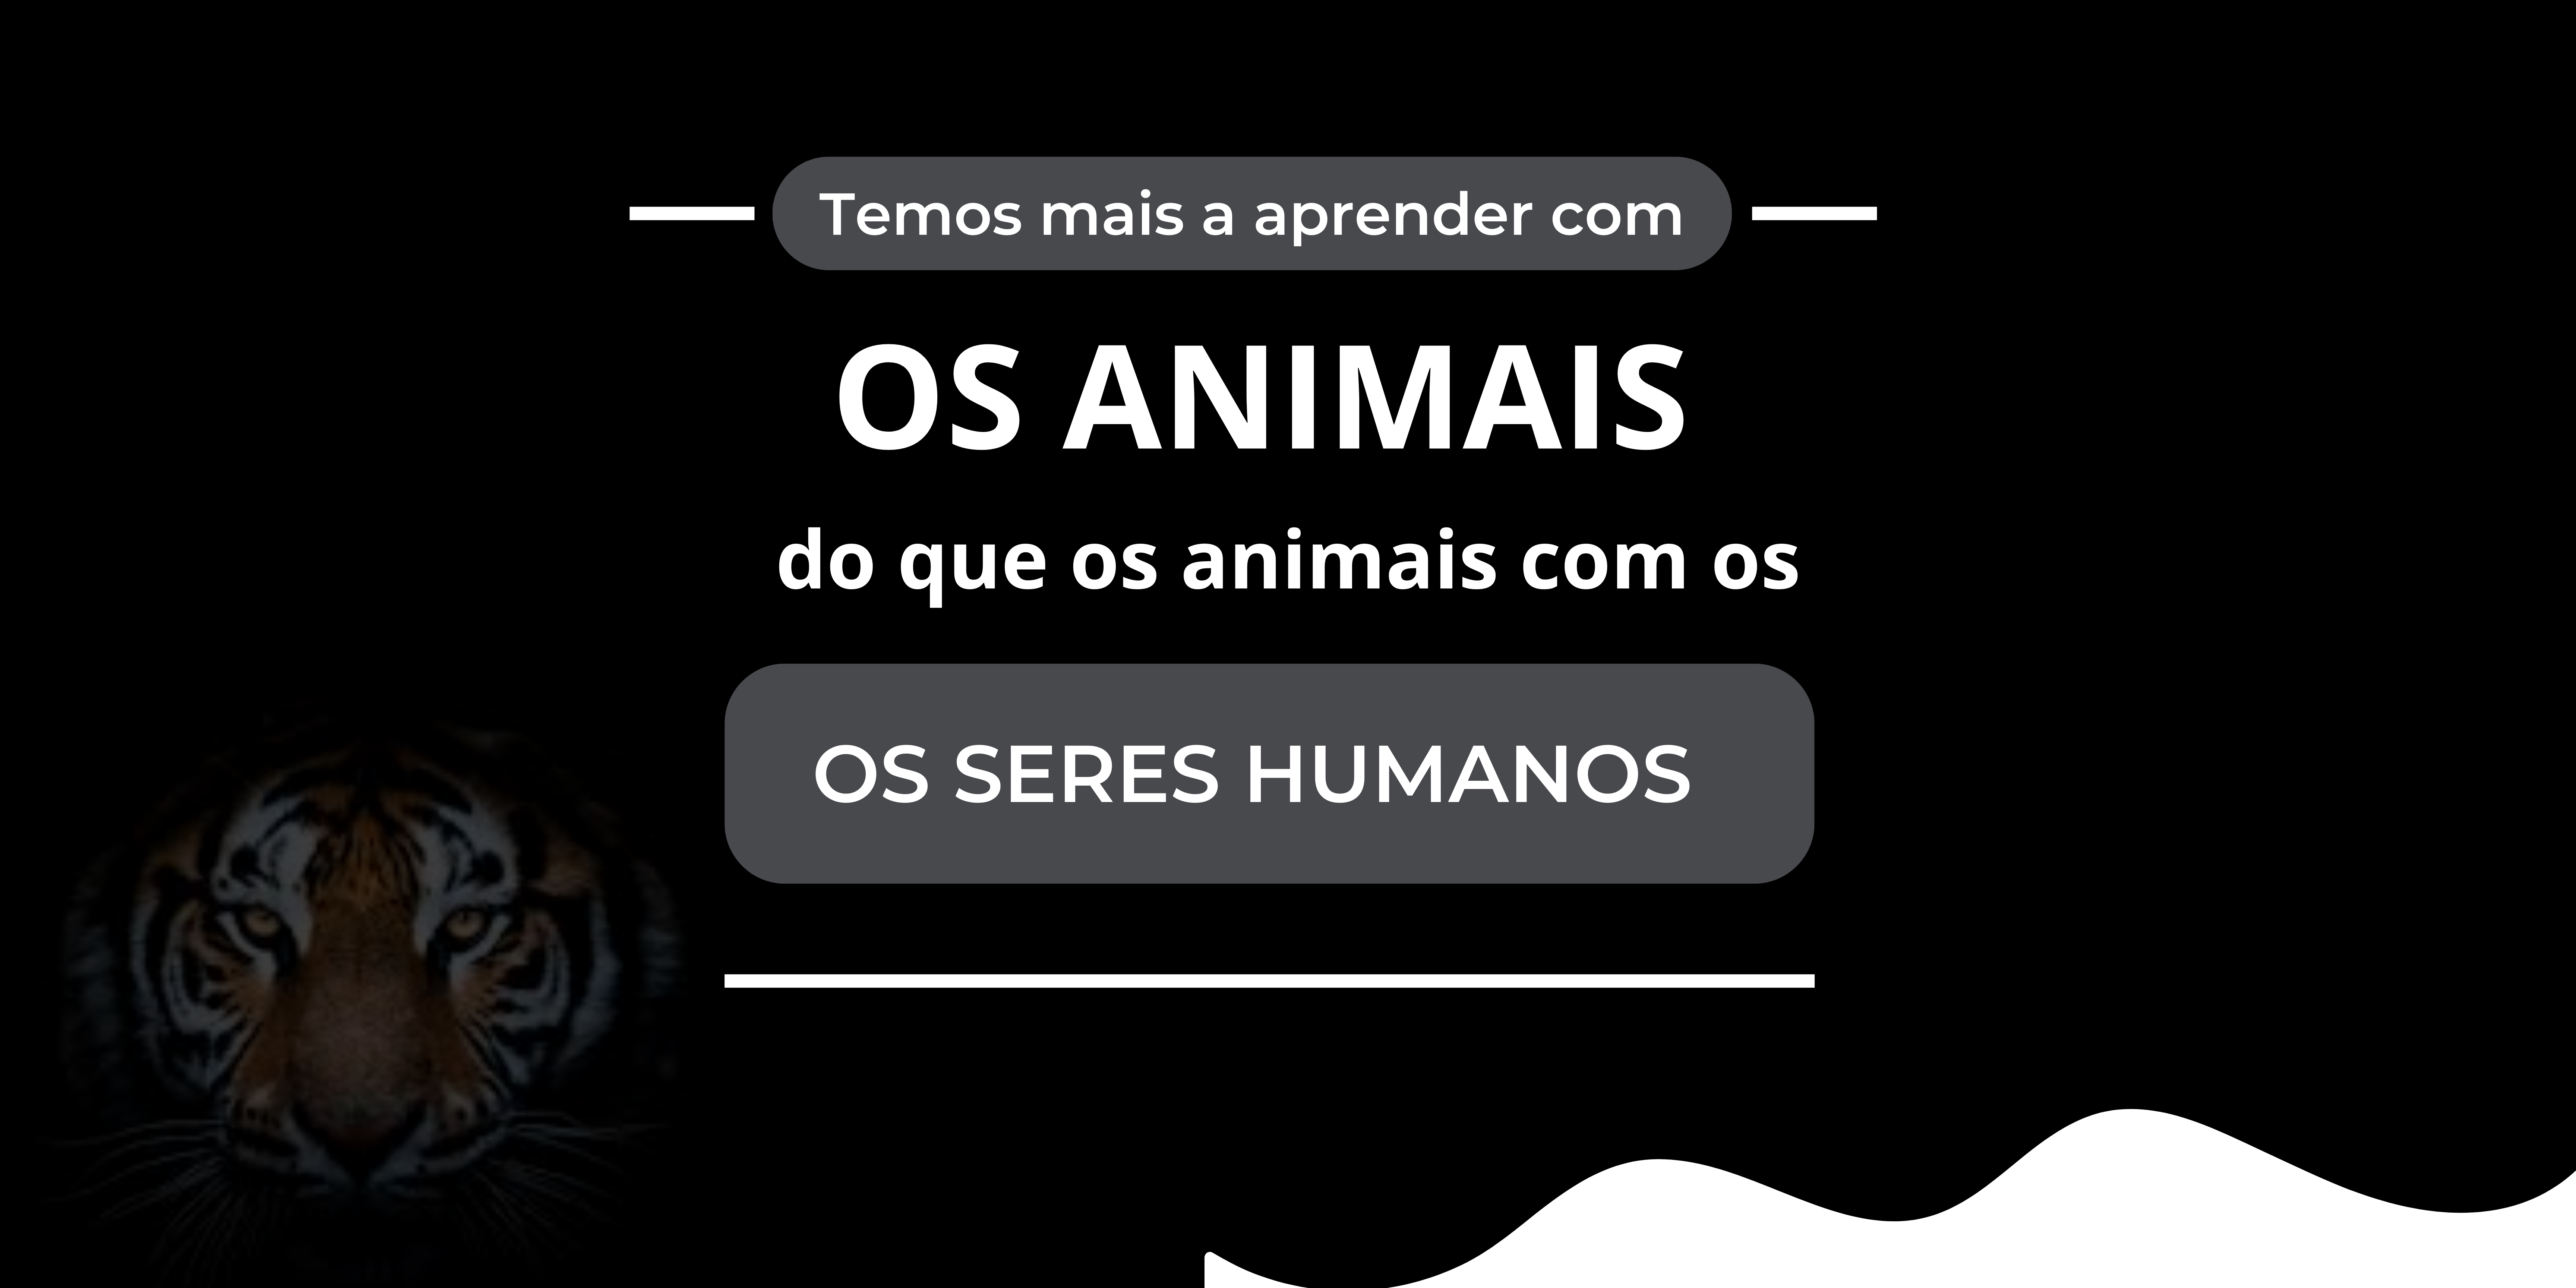 Temos mais a aprender com
OS ANIMAIS
do que os animais com os
OS SERES HUMANOS